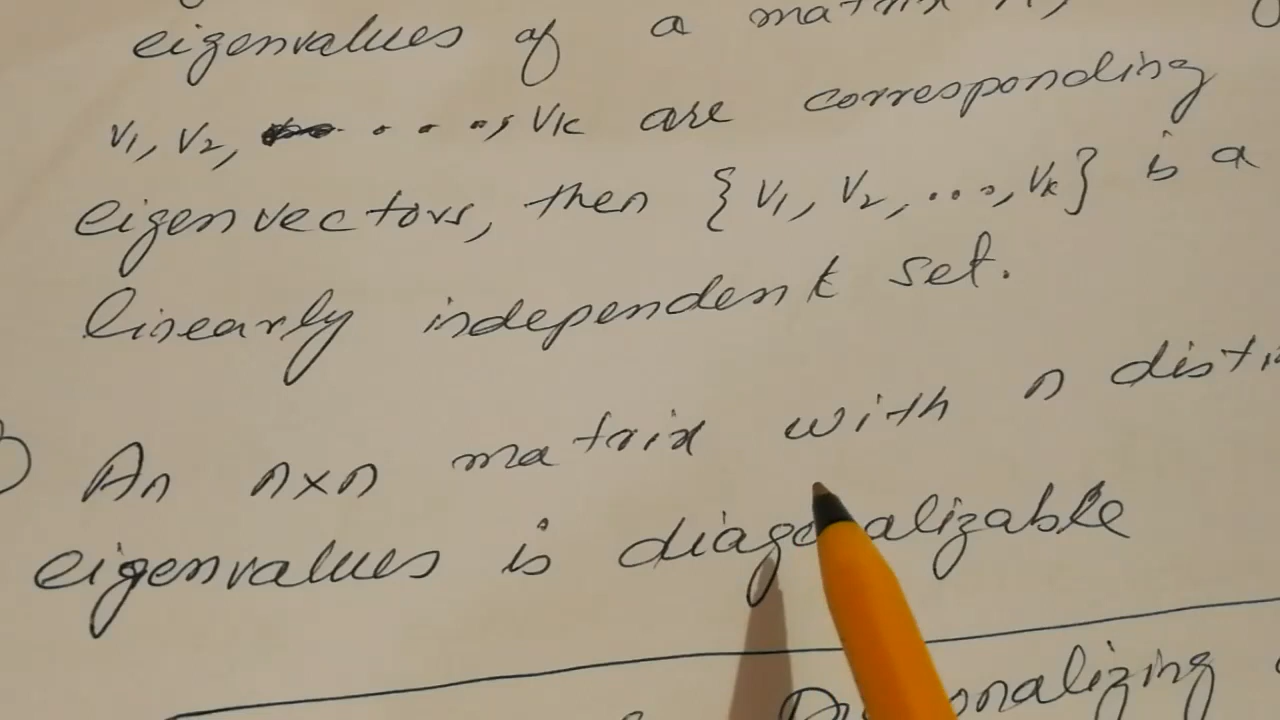 eigenvalues of a matrix
v1, v2, ...., vk are corresponding
eigenvectors, then {v1, v2, ..., vk} is a
linearly independent set.
An n×n matrix with n
eigenvalues is diagonalizable